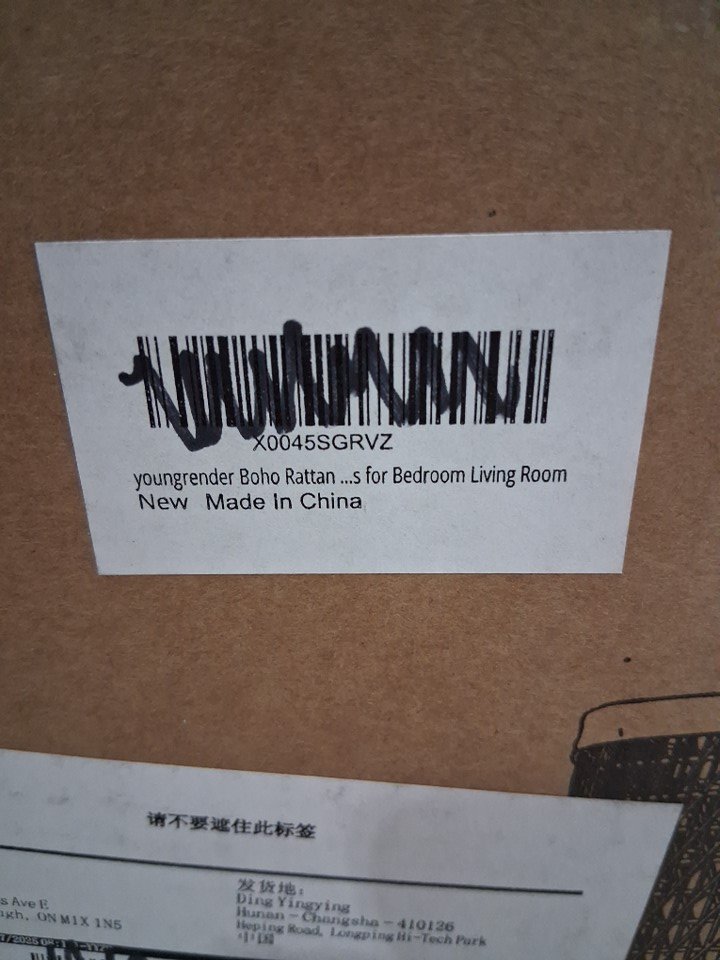 X0045SGRVZ
youngrender Boho Rattan ...s for Bedroom Living Room
New Made In China
请不要遮住此标签
s Ave E
ugh, ON M1X 1N5
发货地：
Ding Yingying
Hunan - Changsha - 410126
Heping Road, Longping Hi-Tech Park
中国